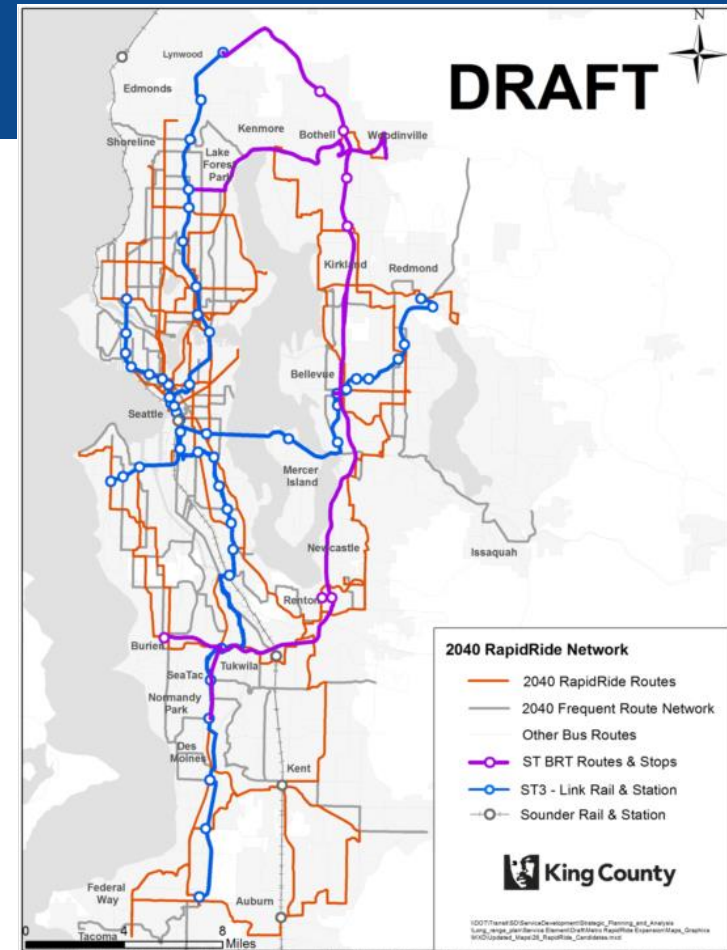 N
DRAFT
Lynwood
Edmonds
Shoreline
Kenmore
Bothell
Woodinville
Lake
Forest
Park
Kirkland
Redmond
Bellevue
Seattle
Mercer
Island
Newcastle
Issaquah
Renton
Burien
Tukwila
SeaTac
Normandy
Park
Des
Moines
Kent
Federal
Way
Auburn
Tacoma
0 4 8
Miles
2040 RapidRide Network
2040 RapidRide Routes
2040 Frequent Route Network
Other Bus Routes
ST BRT Routes & Stops
ST3 - Link Rail & Station
Sounder Rail & Station
King County